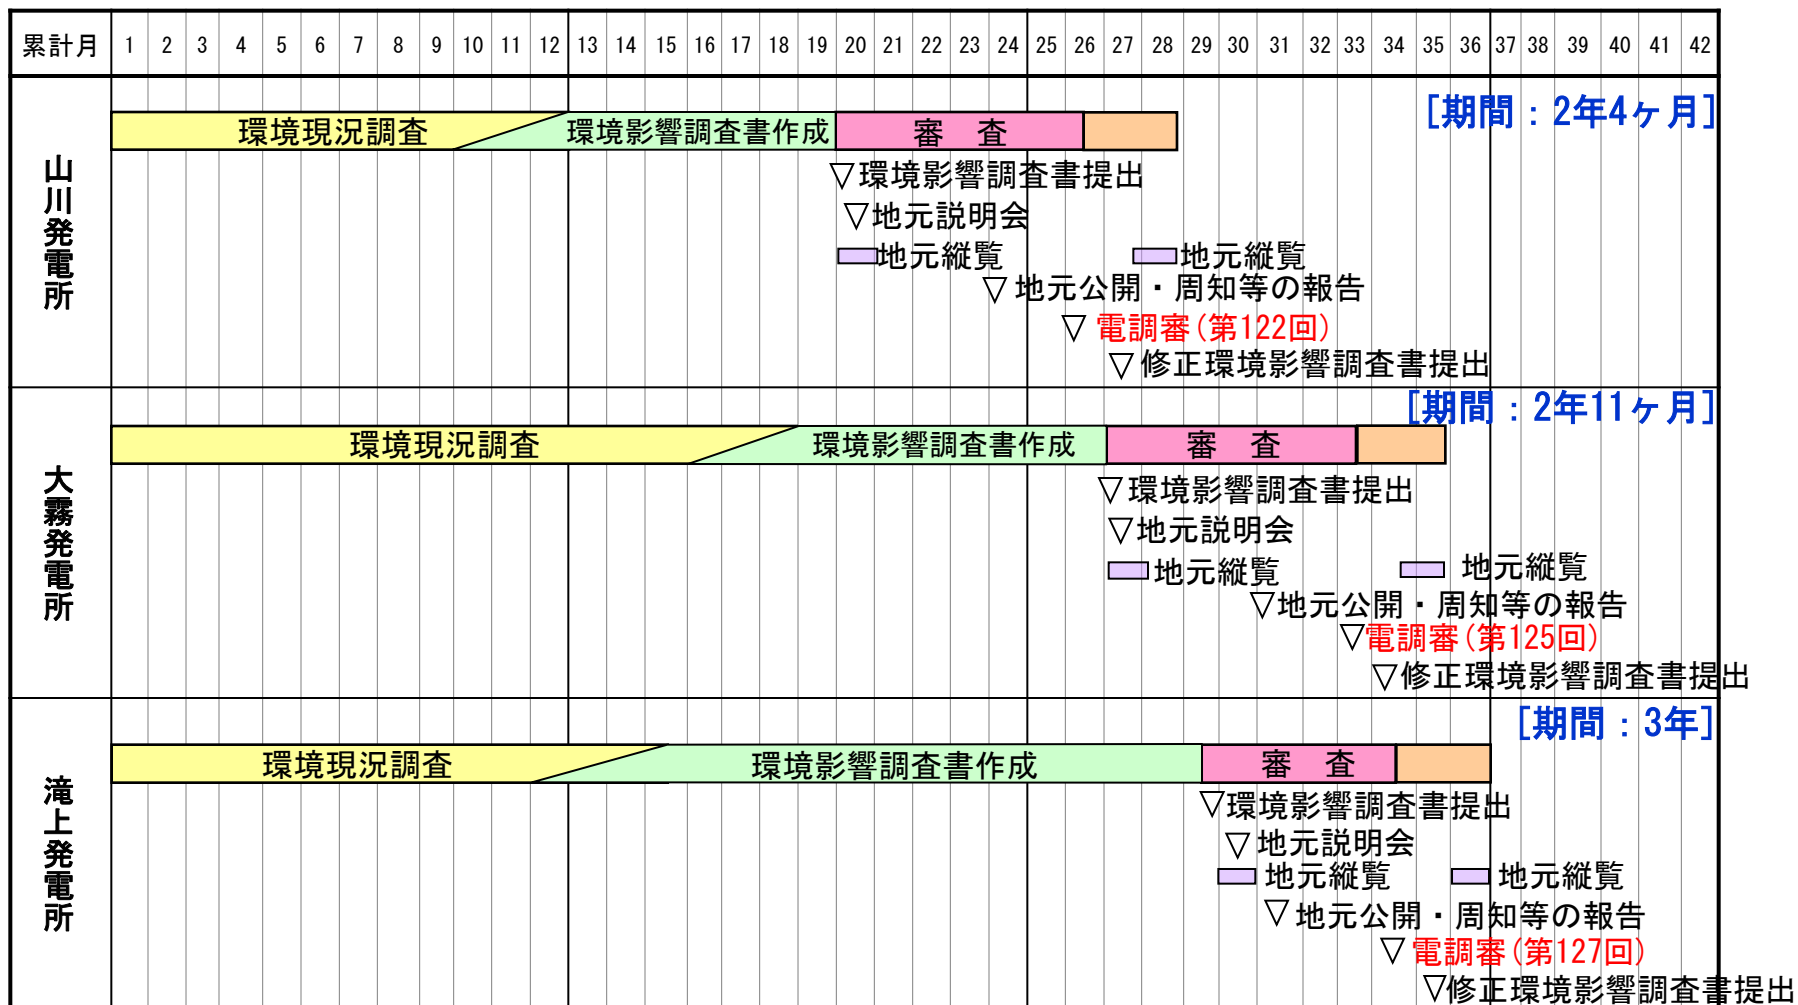 累計月 1 2 3 4 5 6 7 8 9 10 11 12 13 14 15 16 17 18 19 20 21 22 23 24 25 26 27 28 29 30 31 32 33 34 35 36 37 38 39 40 41 42
山川発電所
[期間：2年4ヶ月]
環境現況調査 環境影響調査書作成 審　査
▽環境影響調査書提出
▽地元説明会
地元縦覧 地元縦覧
▽ 地元公開・周知等の報告
▽ 電調審(第122回)
▽ 修正環境影響調査書提出
大霧発電所
[期間：2年11ヶ月]
環境現況調査 環境影響調査書作成 審　査
▽環境影響調査書提出
▽地元説明会
地元縦覧 地元縦覧
▽地元公開・周知等の報告
▽電調審(第125回)
▽修正環境影響調査書提出
滝上発電所
[期間：3年]
環境現況調査 環境影響調査書作成 審　査
▽環境影響調査書提出
▽ 地元説明会
地元縦覧 地元縦覧
▽ 地元公開・周知等の報告
▽ 電調審(第127回)
▽修正環境影響調査書提出